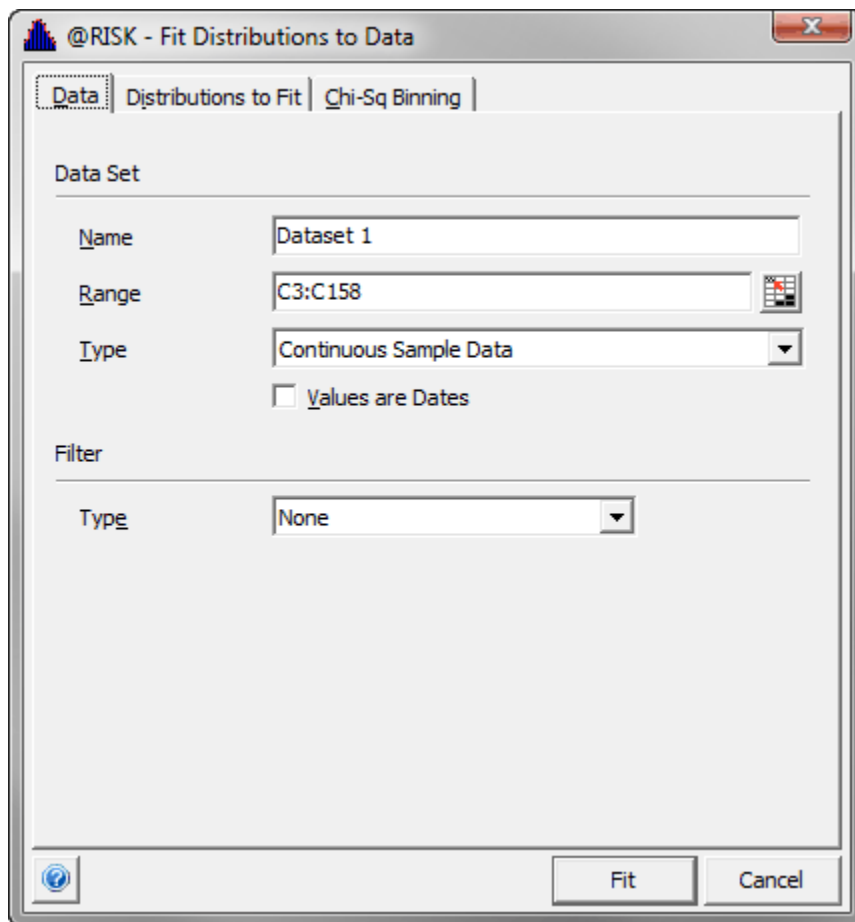 @RISK - Fit Distributions to Data
Data Distributions to Fit Chi-Sq Binning
Data Set
Name Dataset 1
Range C3:C158
Type Continuous Sample Data
Values are Dates
Filter
Type None
Fit Cancel